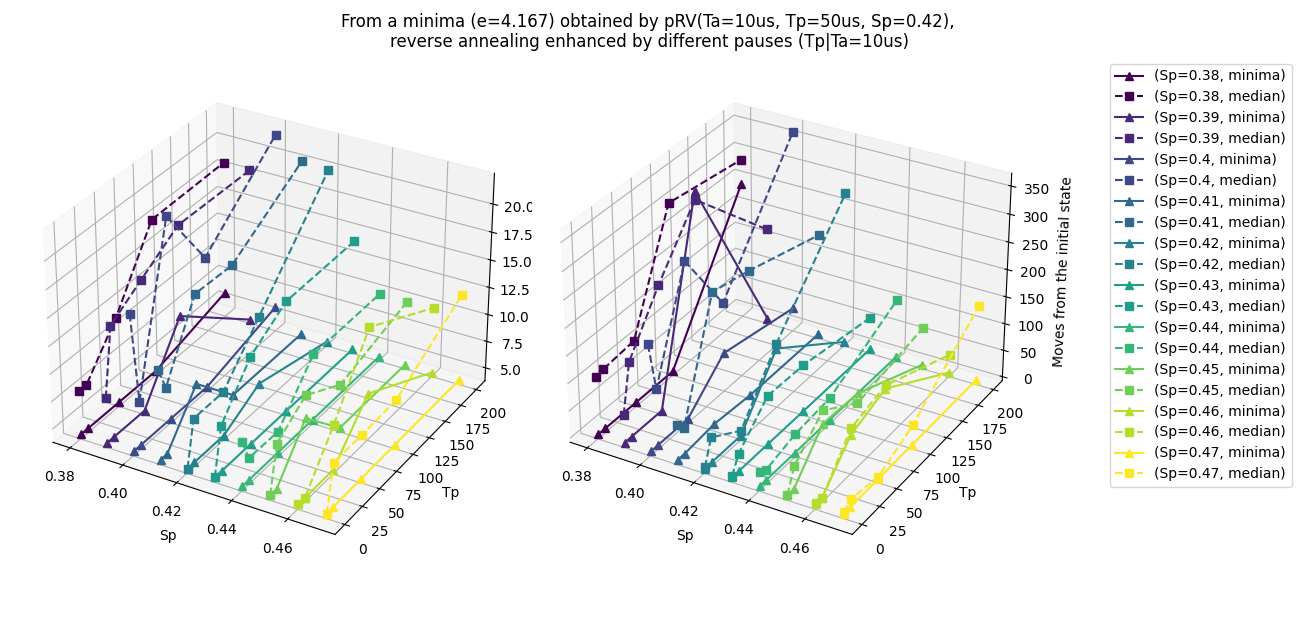 From a minima (e=4.167) obtained by pRV(Ta=10us, Tp=50us, Sp=0.42),
reverse annealing enhanced by different pauses (Tp|Ta=10us)
20.0
17.5
15.0
12.5
10.0
7.5
5.0
0.38
0.40
0.42
0.44
0.46
Sp
0
25
50
75
100
125
150
175
200
Tp
350
300
250
200
150
100
50
0
Moves from the initial state
0.38
0.40
0.42
0.44
0.46
Sp
0
25
50
75
100
125
150
175
200
Tp
(Sp=0.38, minima)
(Sp=0.38, median)
(Sp=0.39, minima)
(Sp=0.39, median)
(Sp=0.4, minima)
(Sp=0.4, median)
(Sp=0.41, minima)
(Sp=0.41, median)
(Sp=0.42, minima)
(Sp=0.42, median)
(Sp=0.43, minima)
(Sp=0.43, median)
(Sp=0.44, minima)
(Sp=0.44, median)
(Sp=0.45, minima)
(Sp=0.45, median)
(Sp=0.46, minima)
(Sp=0.46, median)
(Sp=0.47, minima)
(Sp=0.47, median)